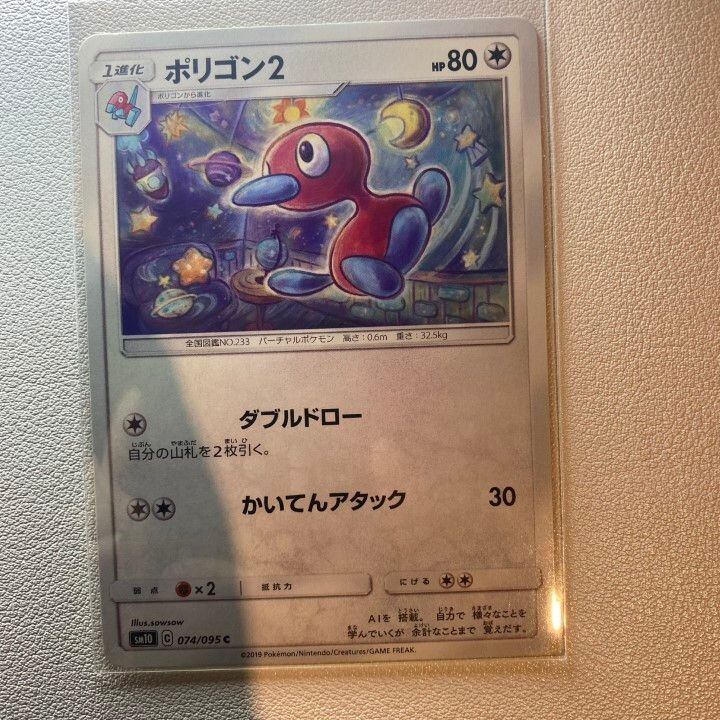 1進化 ポリゴン2 HP80
ポリゴンから進化
全国図鑑NO.233 バーチャルポケモン 高さ:0.6m 重さ:32.5kg
ダブルドロー
自分の山札を2枚引く。
かいてんアタック 30
弱点 ×2 抵抗力 にげる
Illus.sowsow
AIを搭載。自力で様々なことを
学んでいくが余計なことまで覚えだす。
sm10 C 074/095 C
©2019 Pokémon/Nintendo/Creatures/GAME FREAK.